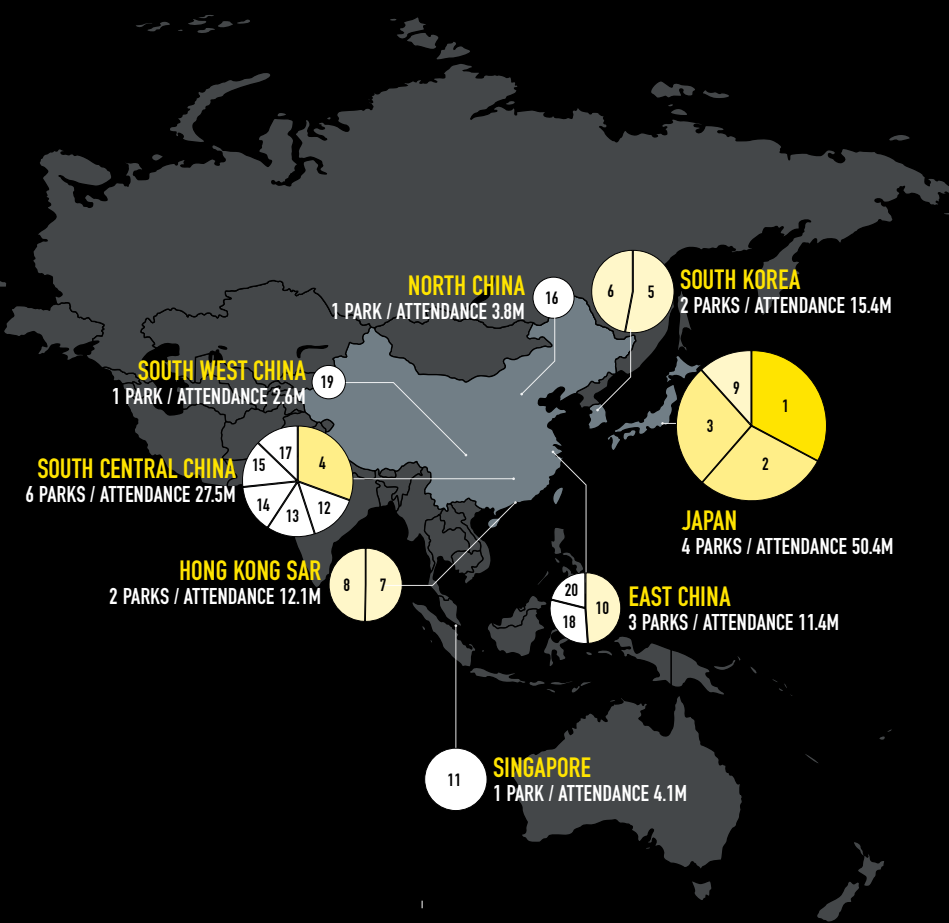 NORTH CHINA
1 PARK / ATTENDANCE 3.8M
16
6
5
SOUTH KOREA
2 PARKS / ATTENDANCE 15.4M
SOUTH WEST CHINA
1 PARK / ATTENDANCE 2.6M
19
9
1
3
2
JAPAN
4 PARKS / ATTENDANCE 50.4M
SOUTH CENTRAL CHINA
6 PARKS / ATTENDANCE 27.5M
17
4
15
14
13
12
HONG KONG SAR
2 PARKS / ATTENDANCE 12.1M
8
7
20
10
18
EAST CHINA
3 PARKS / ATTENDANCE 11.4M
11
SINGAPORE
1 PARK / ATTENDANCE 4.1M